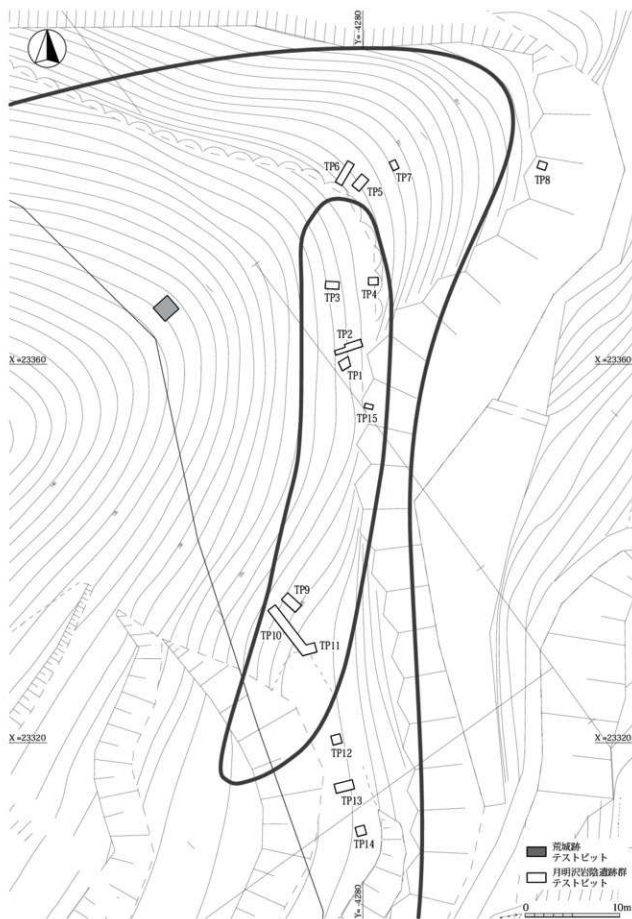 Y= -4280
TP6
TP5
TP7
TP8
TP3
TP4
TP2
X =23360
X =23360
TP1
TP15
TP9
TP10
TP11
X =23320
X =23320
TP12
TP13
TP14
荒城跡
テストピット
月明沢岩陰遺跡群
テストピット
Y= -4280
0
10m